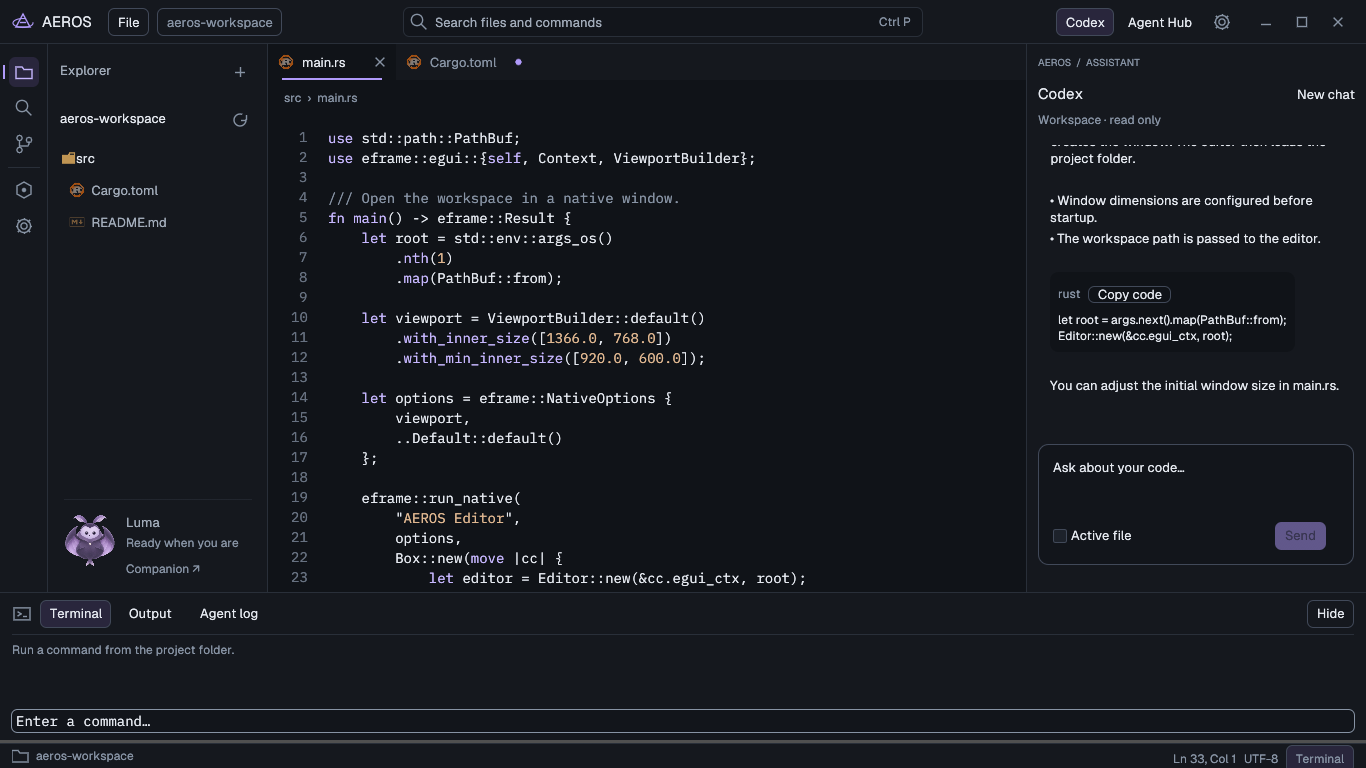 AEROS
File
aeros-workspace
Search files and commands
Ctrl P
Codex
Agent Hub
Explorer
+
aeros-workspace
src
Cargo.toml
README.md
Luma
Ready when you are
Companion ↗
main.rs
Cargo.toml
src › main.rs
1 use std::path::PathBuf;
2 use eframe::egui::{self, Context, ViewportBuilder};
3
4 /// Open the workspace in a native window.
5 fn main() -> eframe::Result {
6     let root = std::env::args_os()
7         .nth(1)
8         .map(PathBuf::from);
9
10     let viewport = ViewportBuilder::default()
11         .with_inner_size([1366.0, 768.0])
12         .with_min_inner_size([920.0, 600.0]);
13
14     let options = eframe::NativeOptions {
15         viewport,
16         ..Default::default()
17     };
18
19     eframe::run_native(
20         "AEROS Editor",
21         options,
22         Box::new(move |cc| {
23             let editor = Editor::new(&cc.egui_ctx, root);
AEROS / ASSISTANT
Codex
New chat
Workspace · read only
project folder.
• Window dimensions are configured before
startup.
• The workspace path is passed to the editor.
rust
Copy code
let root = args.next().map(PathBuf::from);
Editor::new(&cc.egui_ctx, root);
You can adjust the initial window size in main.rs.
Ask about your code…
Active file
Send
Terminal
Output
Agent log
Hide
Run a command from the project folder.
Enter a command…
aeros-workspace
Ln 33, Col 1
UTF-8
Terminal